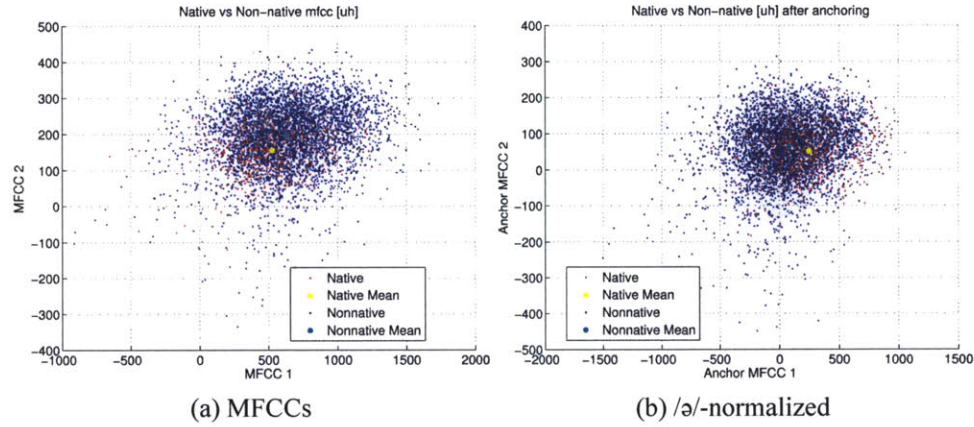 Native vs Non-native mfcc [uh]
500
400
300
200
100
0
−100
−200
−300
−400
−1000
−500
0
500
1000
1500
2000
MFCC 2
MFCC 1
Native
Native Mean
Nonnative
Nonnative Mean
(a) MFCCs
Native vs Non-native [uh] after anchoring
400
300
200
100
0
−100
−200
−300
−400
−500
−2000
−1500
−1000
−500
0
500
1000
1500
Anchor MFCC 2
Anchor MFCC 1
Native
Native Mean
Nonnative
Nonnative Mean
(b) /ə/-normalized